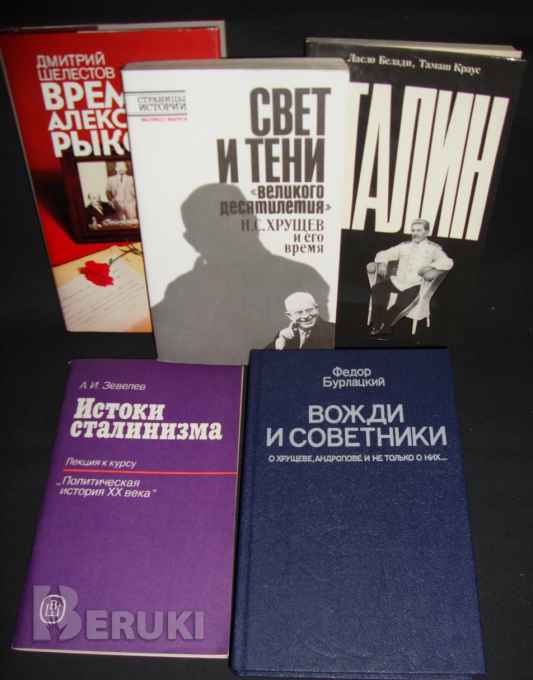 ДМИТРИЙ
ШЕЛЕСТОВ
ВРЕМ
АЛЕКС
РЫКО
СТРАНИЦЫ
ИСТОРИИ
СВЕТ
И ТЕНИ
«великого
десятилетия»
Н.С. ХРУЩЕВ
и его
время
Ласло Белади, Тамаш Краус
ТАЛИН
А.И. Зевелев
Истоки
сталинизма
Лекция к курсу
„Политическая
история XX века"
Федор
Бурлацкий
ВОЖДИ
И СОВЕТНИКИ
О ХРУЩЕВЕ, АНДРОПОВЕ И НЕ ТОЛЬКО О НИХ...
BERUKI